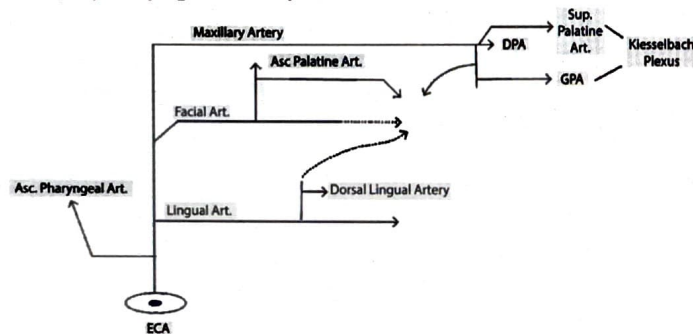 Maxillary Artery
Sup.
Palatine
Art.
DPA
Kiesselbach
Plexus
Asc Palatine Art.
GPA
Facial Art.
Asc. Pharyngeal Art.
Dorsal Lingual Artery
Lingual Art.
ECA